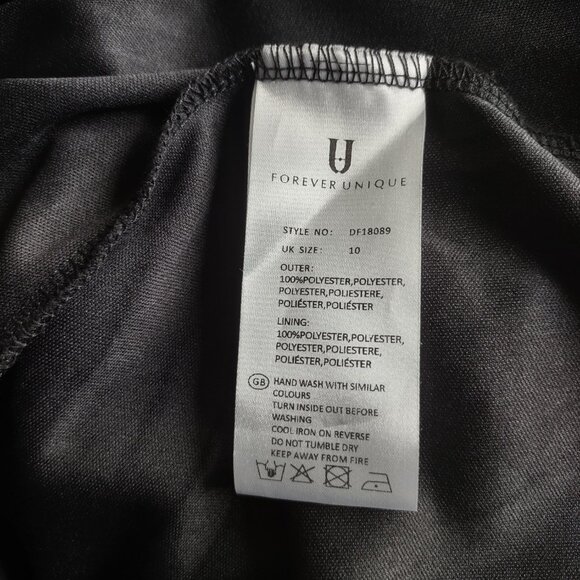 FOREVER UNIQUE
STYLE NO: DF18089
UK SIZE: 10
OUTER:
100%POLYESTER,POLYESTER,
POLYESTER,POLIESTERE,
POLIÉSTER,POLIÉSTER
LINING:
100%POLYESTER,POLYESTER,
POLYESTER,POLIESTERE,
POLIÉSTER,POLIÉSTER
GB HAND WASH WITH SIMILAR
COLOURS
TURN INSIDE OUT BEFORE
WASHING
COOL IRON ON REVERSE
DO NOT TUMBLE DRY
KEEP AWAY FROM FIRE